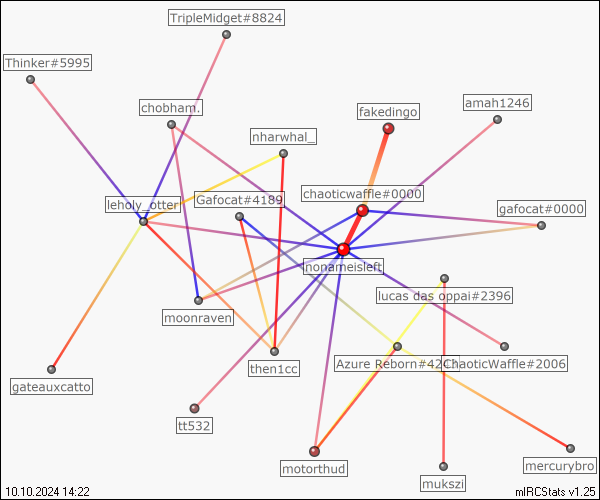 TripleMidget#8824
Thinker#5995
chobham.
amah1246
fakedingo
nharwhal_
chaoticwaffle#0000
leholy_otter
Gafocat#4189
gafocat#0000
nonameisleft
lucas das oppai#2396
moonraven
then1cc
ChaoticWaffle#2006
gateauxcatto
tt532
motorthud
mercurybro
mukszi
Azure Reborn#42
10.10.2024 14:22
mIRCStats v1.25